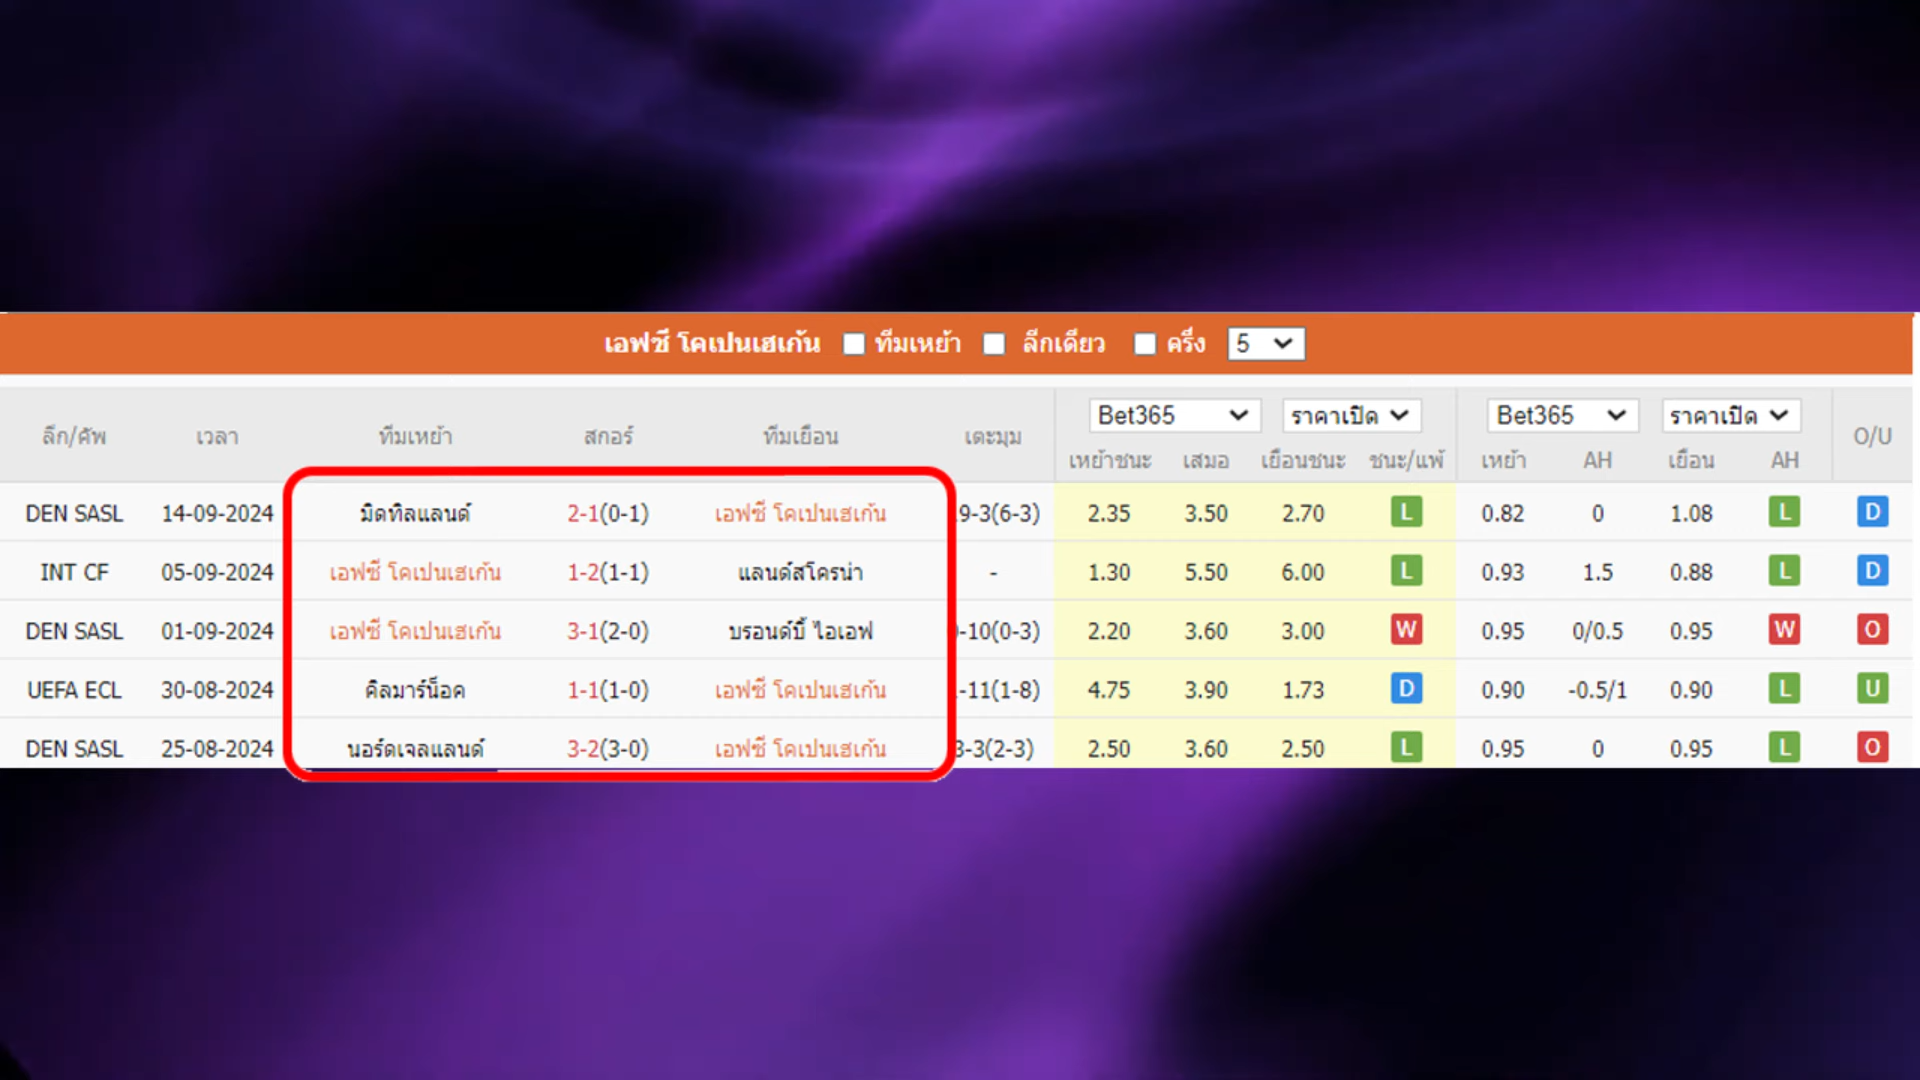 เอฟซี โคเปนเฮเก้น ทีมเหย้า ลีกเดียว ครึ่ง 5
Bet365 ราคาเปิด Bet365 ราคาเปิด
ลีก/คัพ เวลา ทีมเหย้า สกอร์ ทีมเยือน เตะมุม O/U
เหย้าชนะ เสมอ เยือนชนะ ชนะ/แพ้ เหย้า AH เยือน AH
DEN SASL 14-09-2024 มิดทิลแลนด์ 2-1(0-1) เอฟซี โคเปนเฮเก้น 9-3(6-3) 2.35 3.50 2.70 L 0.82 0 1.08 L D
INT CF 05-09-2024 เอฟซี โคเปนเฮเก้น 1-2(1-1) แลนด์สโครน่า - 1.30 5.50 6.00 L 0.93 1.5 0.88 L D
DEN SASL 01-09-2024 เอฟซี โคเปนเฮเก้น 3-1(2-0) บรอนด์บี้ ไอเอฟ -10(0-3) 2.20 3.60 3.00 W 0.95 0/0.5 0.95 W O
UEFA ECL 30-08-2024 คิลมาร์น็อค 1-1(1-0) เอฟซี โคเปนเฮเก้น -11(1-8) 4.75 3.90 1.73 D 0.90 -0.5/1 0.90 L U
DEN SASL 25-08-2024 นอร์ดเจลแลนด์ 3-2(3-0) เอฟซี โคเปนเฮเก้น 3-3(2-3) 2.50 3.60 2.50 L 0.95 0 0.95 L O